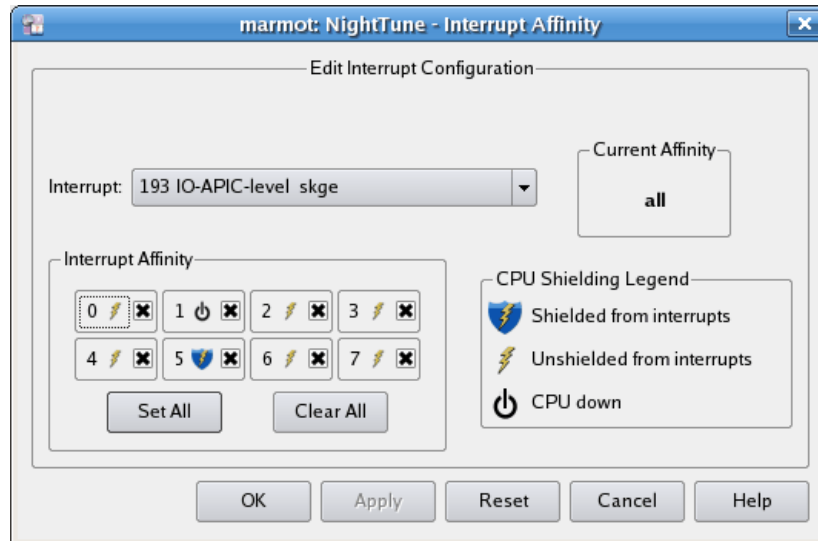 marmot: NightTune - Interrupt Affinity
Edit Interrupt Configuration
Current Affinity
Interrupt: 193 IO-APIC-level skge
all
Interrupt Affinity
0 1 2 3
4 5 6 7
Set All Clear All
CPU Shielding Legend
Shielded from interrupts
Unshielded from interrupts
CPU down
OK Apply Reset Cancel Help